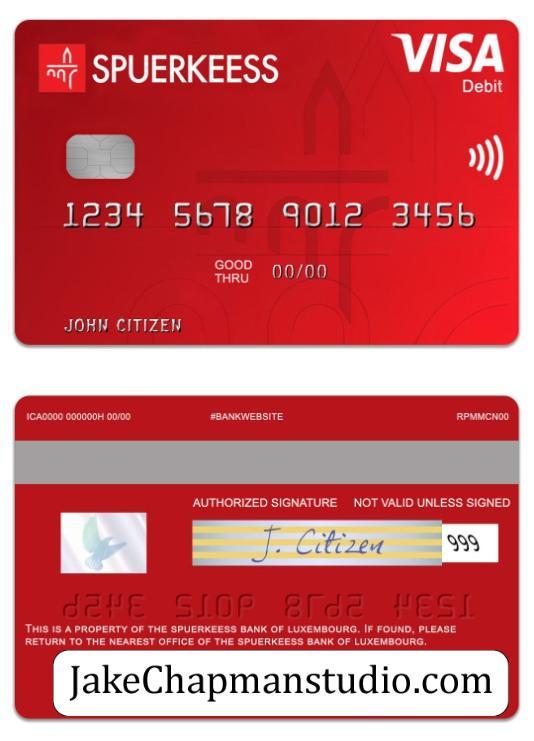 SPUERKEESS
VISA
Debit
1234 5678 9012 3456
GOOD THRU 00/00
JOHN CITIZEN
ICA0000 000000H 00/00 #BANKWEBSITE RPMMCN00
AUTHORIZED SIGNATURE NOT VALID UNLESS SIGNED
J. Citizen 999
THIS IS A PROPERTY OF THE SPUERKEESS BANK OF LUXEMBOURG. IF FOUND, PLEASE
RETURN TO THE NEAREST OFFICE OF THE SPUERKEESS BANK OF LUXEMBOURG.
JakeChapmanstudio.com